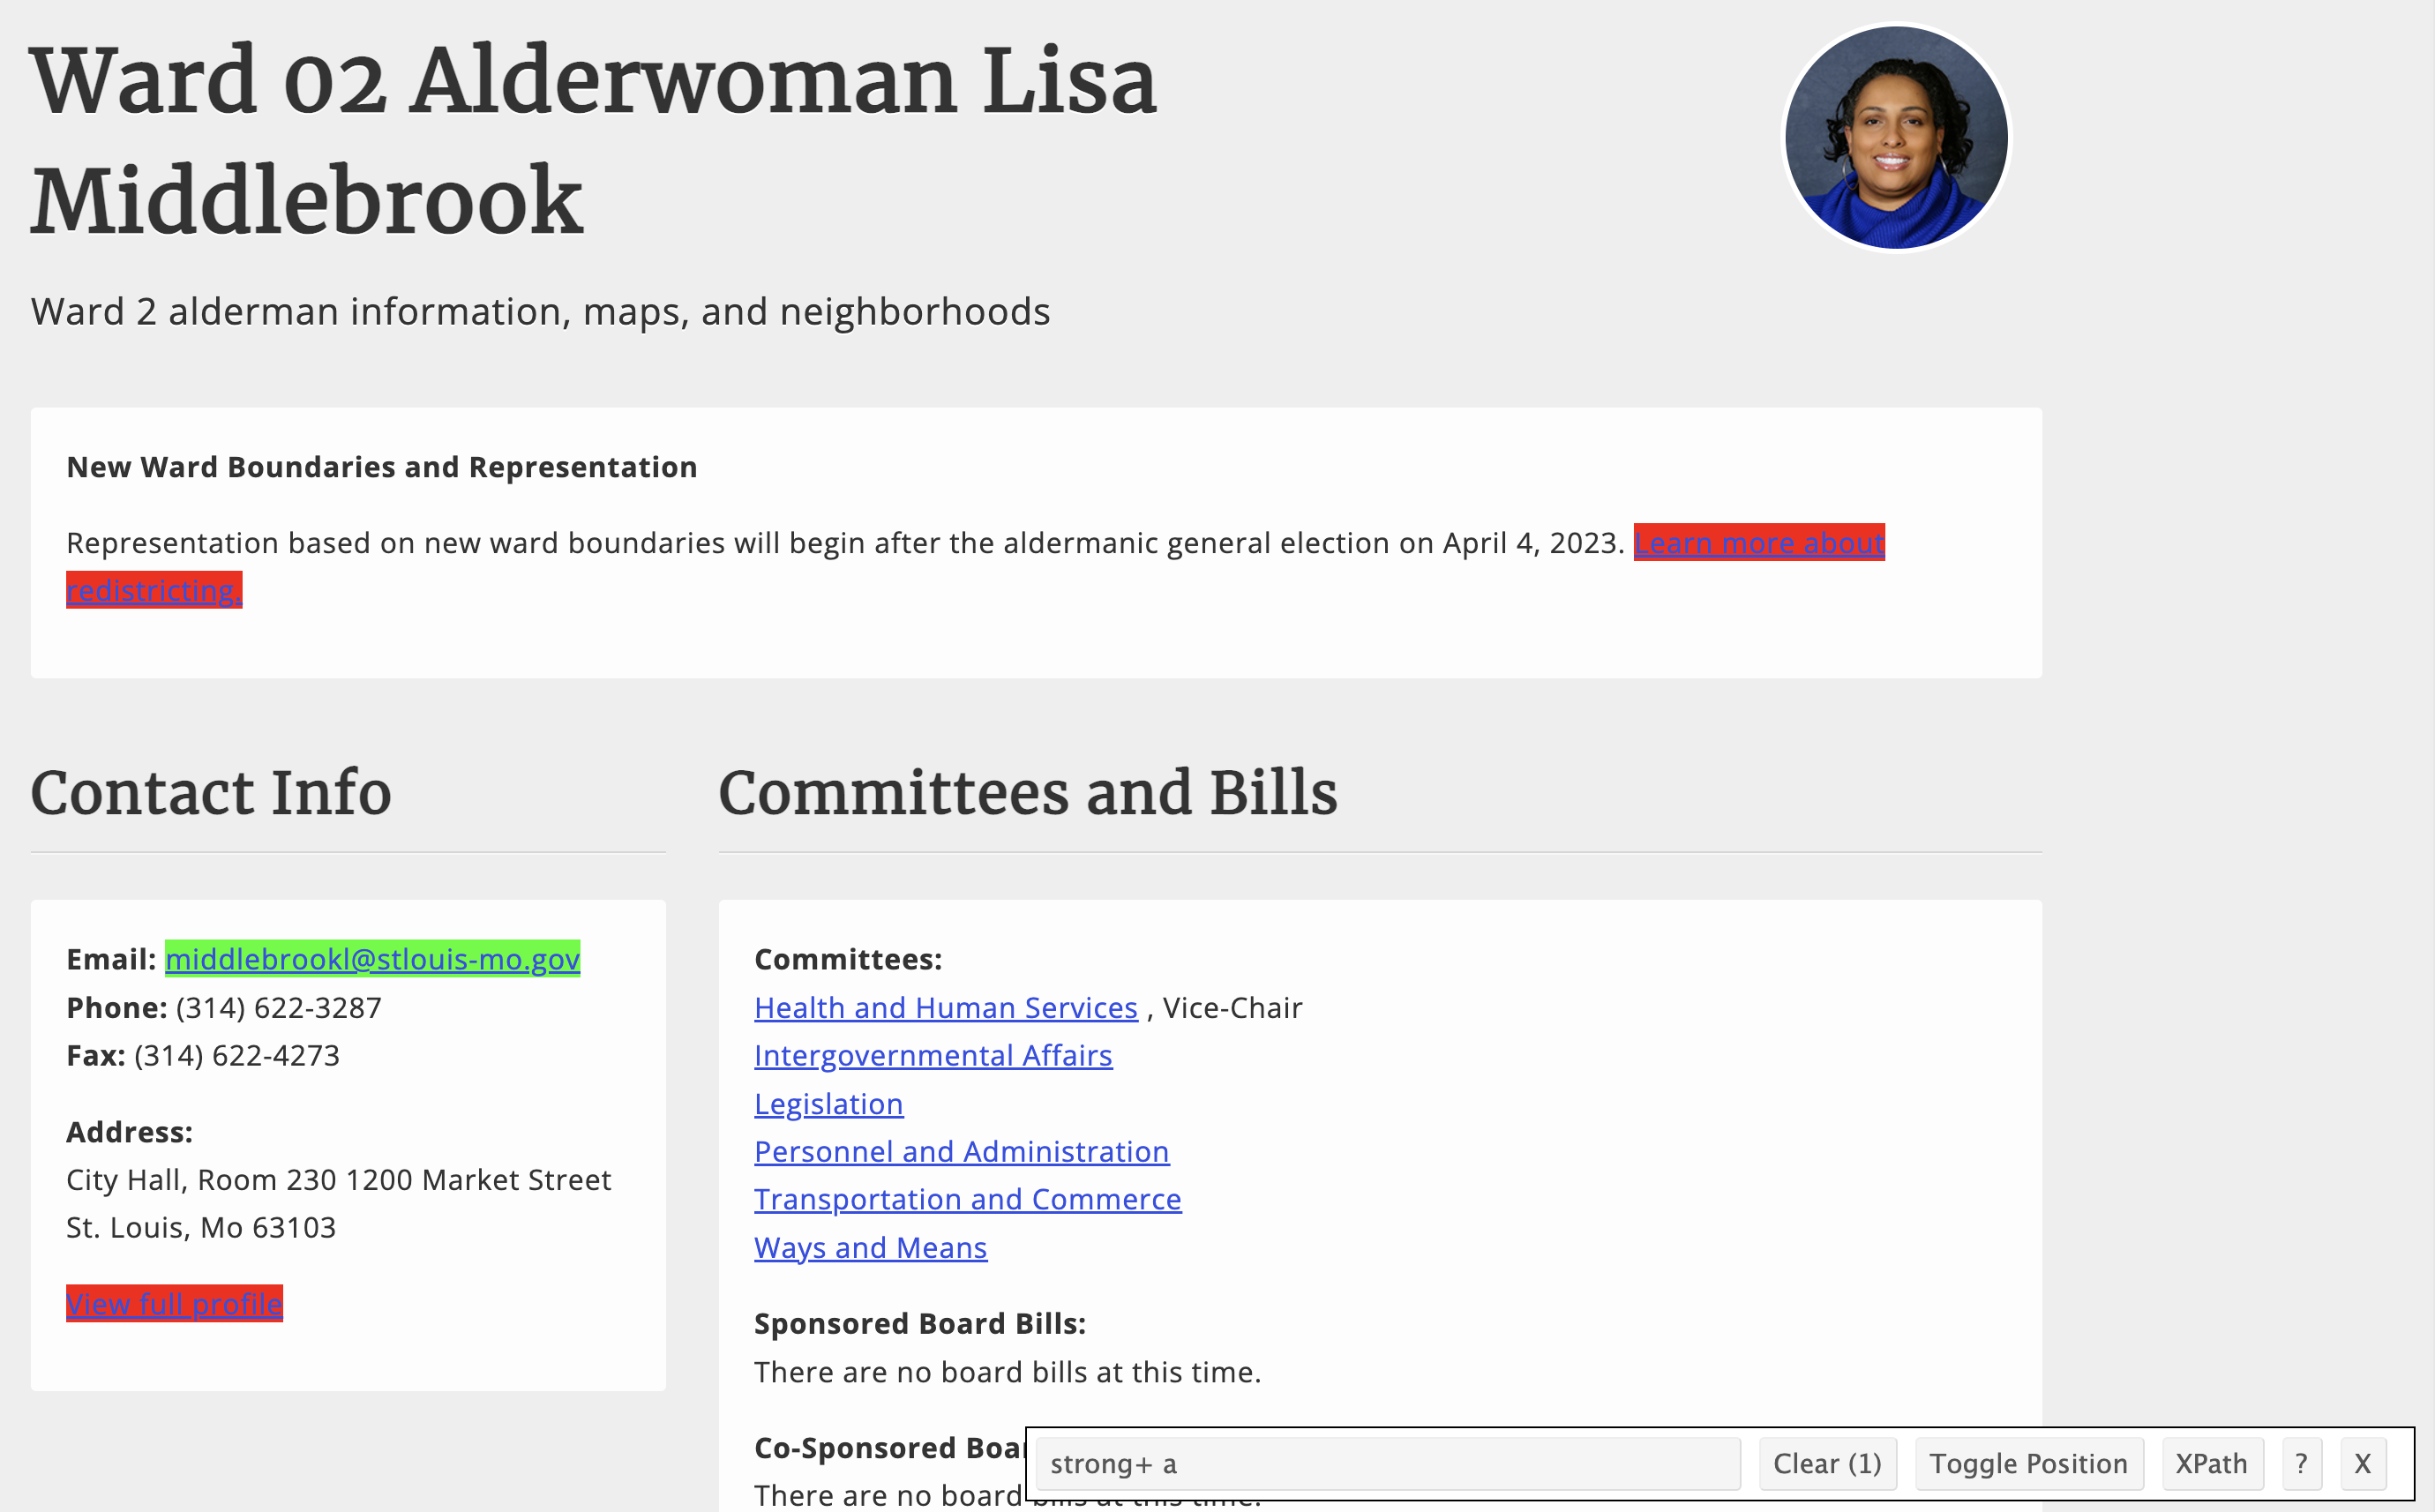 Ward 02 Alderwoman Lisa
Middlebrook
Ward 2 alderman information, maps, and neighborhoods
New Ward Boundaries and Representation
Representation based on new ward boundaries will begin after the aldermanic general election on April 4, 2023. Learn more about
redistricting.
Contact Info
Email: middlebrookl@stlouis-mo.gov
Phone: (314) 622-3287
Fax: (314) 622-4273
Address:
City Hall, Room 230 1200 Market Street
St. Louis, Mo 63103
View full profile
Committees and Bills
Committees:
Health and Human Services , Vice-Chair
Intergovernmental Affairs
Legislation
Personnel and Administration
Transportation and Commerce
Ways and Means
Sponsored Board Bills:
There are no board bills at this time.
Co-Sponsored Boar
There are no board bills at this time.
strong+ a Clear (1) Toggle Position XPath ? X